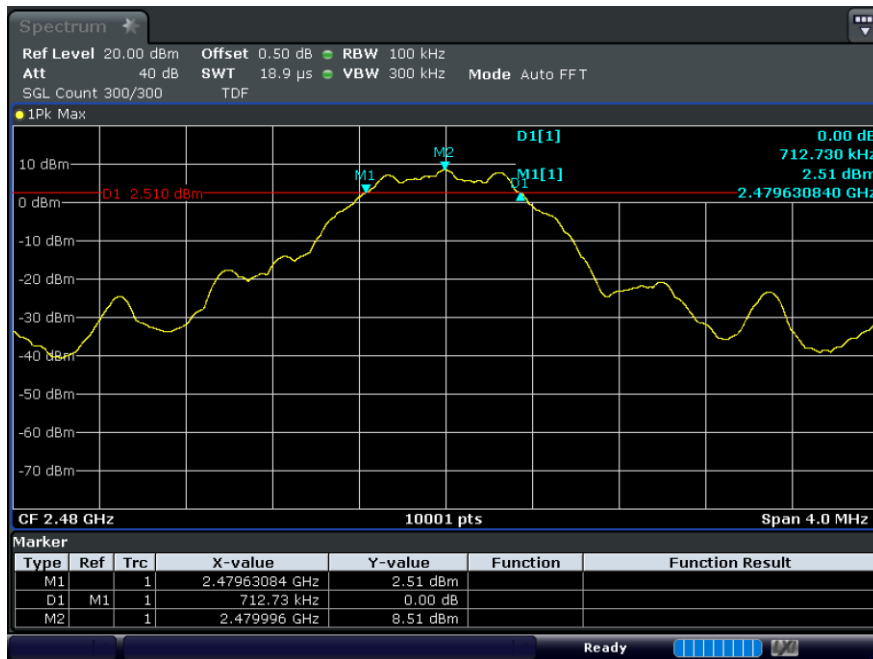 Spectrum
Ref Level 20.00 dBm Offset 0.50 dB RBW 100 kHz
Att 40 dB SWT 18.9 µs VBW 300 kHz Mode Auto FFT
SGL Count 300/300 TDF
1Pk Max
D1[1] 0.00 dB
712.730 kHz
M1[1] 2.51 dBm
2.479630840 GHz
M2
M1
D1
10 dBm
D1 2.510 dBm
0 dBm
-10 dBm
-20 dBm
-30 dBm
-40 dBm
-50 dBm
-60 dBm
-70 dBm
CF 2.48 GHz 10001 pts Span 4.0 MHz
Marker
Type Ref Trc X-value Y-value Function Function Result
M1 1 2.47963084 GHz 2.51 dBm
D1 M1 1 712.73 kHz 0.00 dB
M2 1 2.479996 GHz 8.51 dBm
Ready